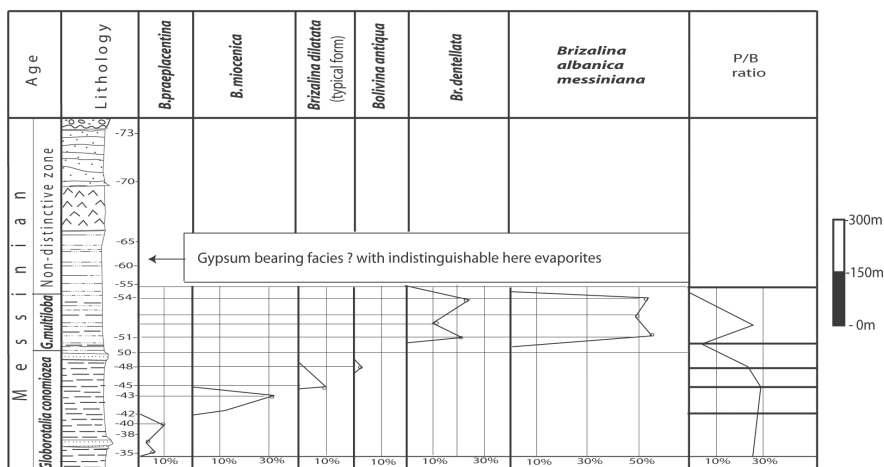 Age
Lithology
B.praeplacentina
B.miocenica
Brizalina dilatata
(typical form)
Bolivina antiqua
Br. dentellata
Brizalina
albanica
messiniana
P/B
ratio
Messinian
Non-distinctive zone
G.multiloba
Globorotalia conomiozea
-73-
-70-
-65-
-60-
-55-
-54-
-51-
50-
-48-
-45-
-43-
-42-
-40-
-38-
-35-
Gypsum bearing facies ? with indistinguishable here evaporites
10%
10%
30%
10%
10%
10%
30%
10%
30%
50%
10%
30%
-300m
-150m
- 0m